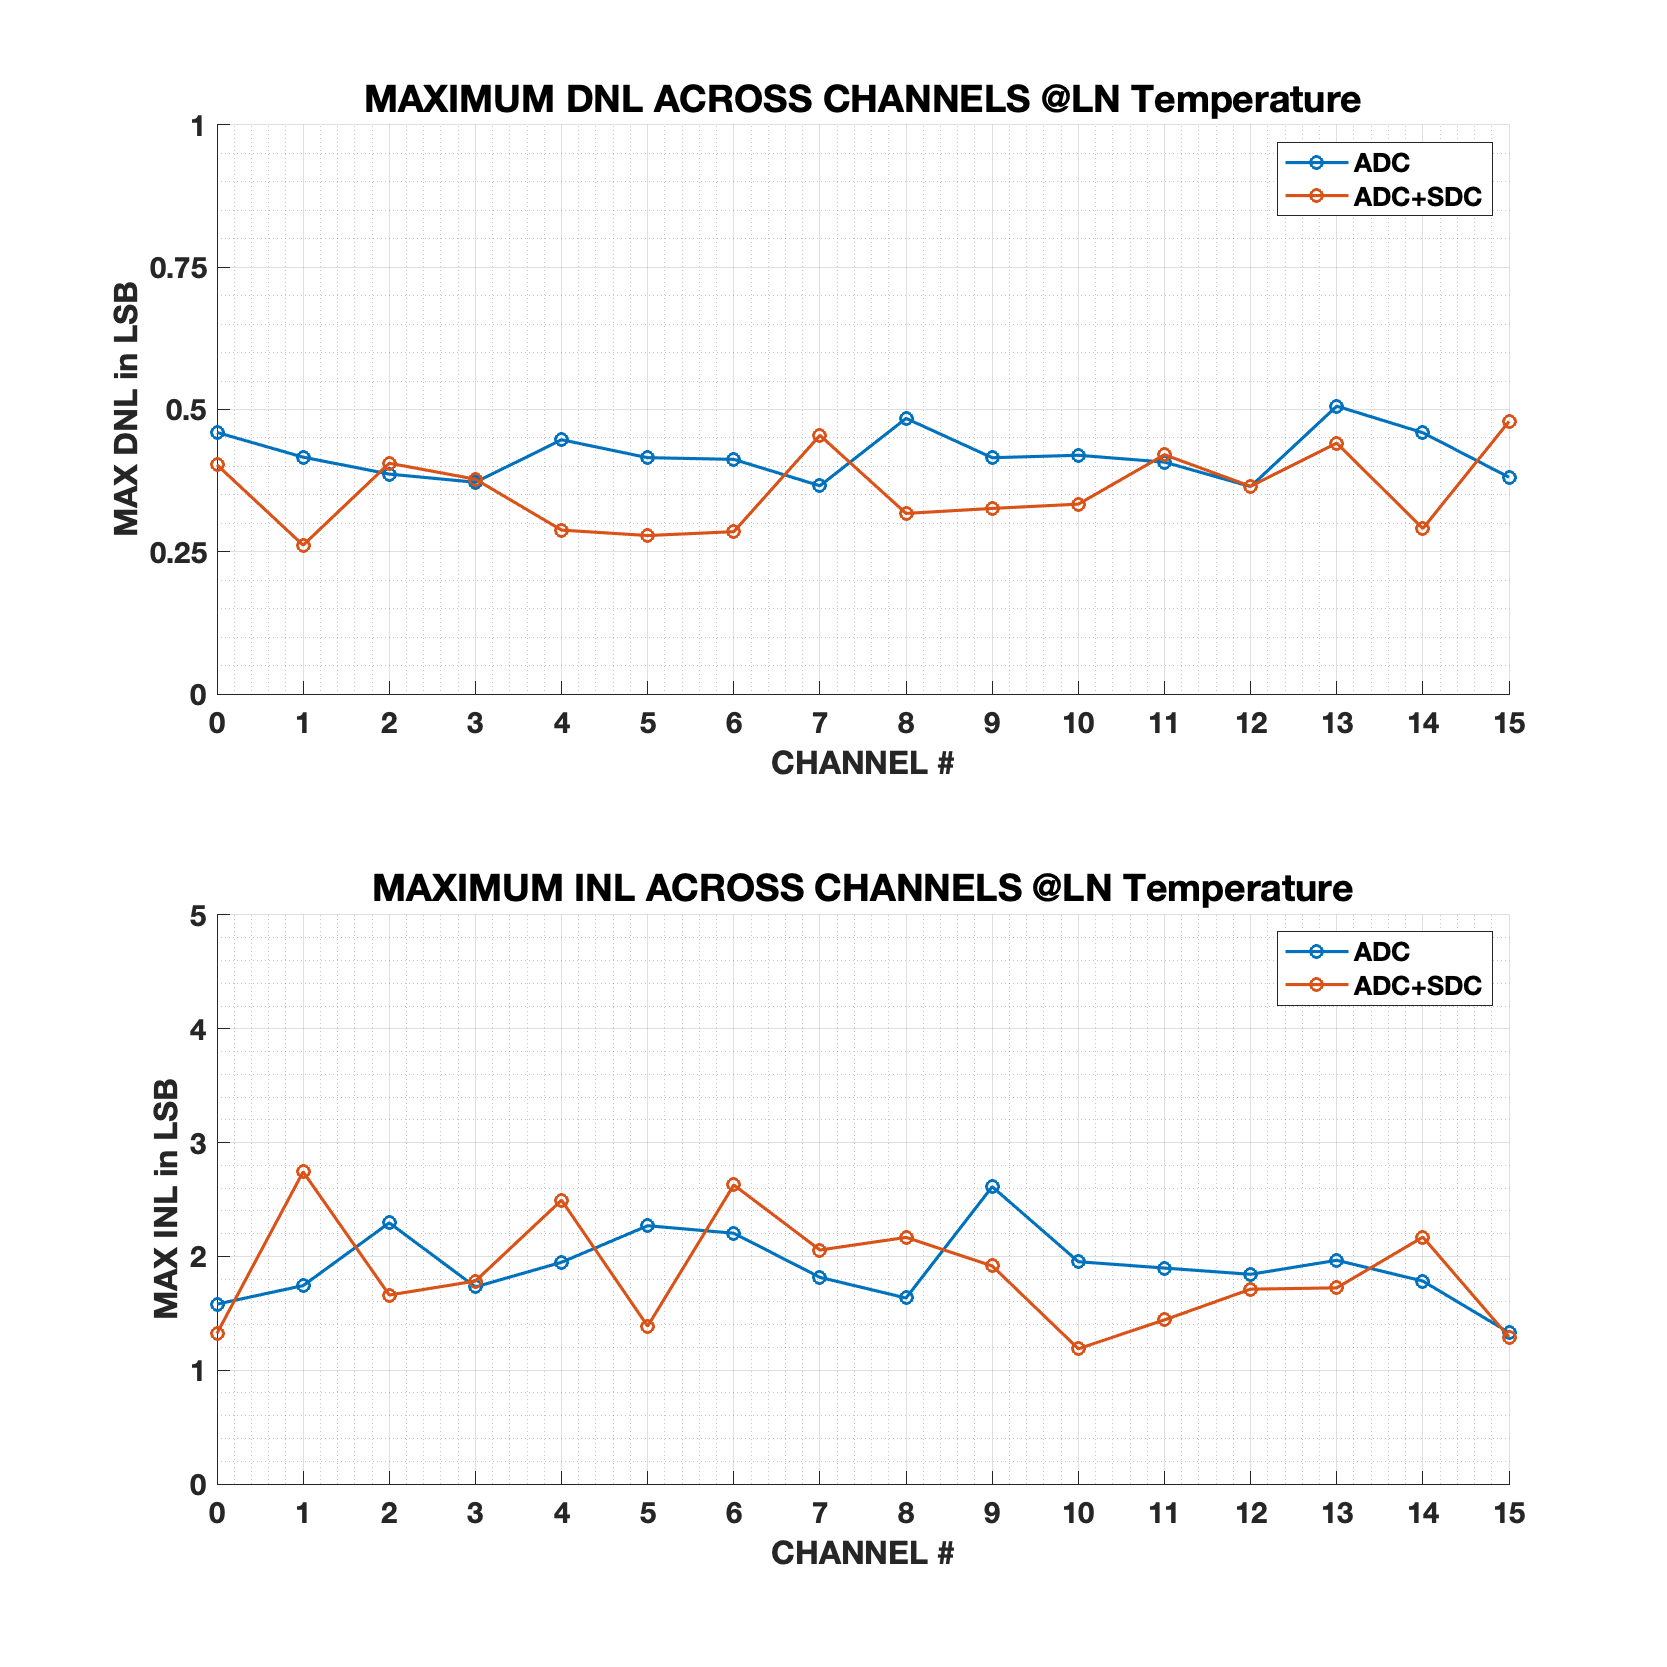 MAXIMUM DNL ACROSS CHANNELS @LN Temperature
1
0.75
0.5
0.25
0
MAX DNL in LSB
ADC
ADC+SDC
0 1 2 3 4 5 6 7 8 9 10 11 12 13 14 15
CHANNEL #
MAXIMUM INL ACROSS CHANNELS @LN Temperature
5
4
3
2
1
0
MAX INL in LSB
ADC
ADC+SDC
0 1 2 3 4 5 6 7 8 9 10 11 12 13 14 15
CHANNEL #